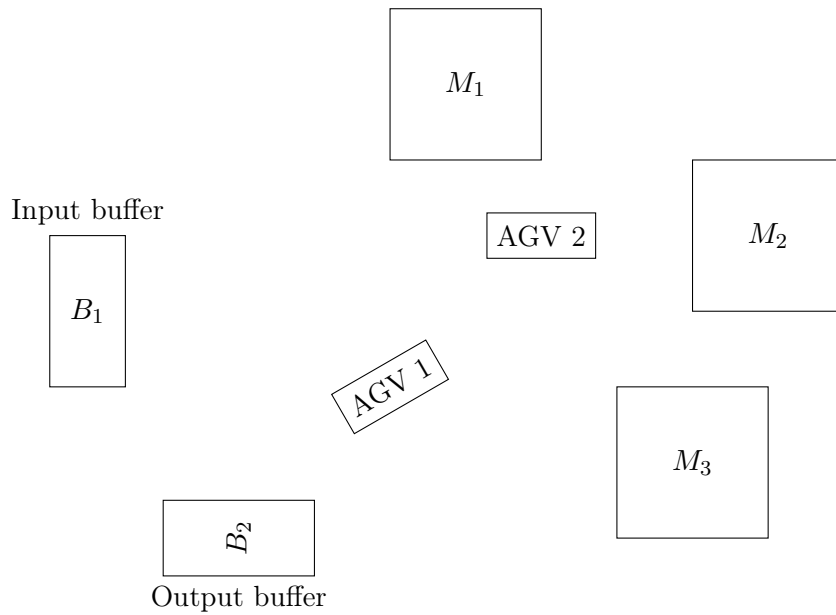 M₁
Input buffer
AGV 2
M₂
B₁
AGV 1
M₃
B₂
Output buffer